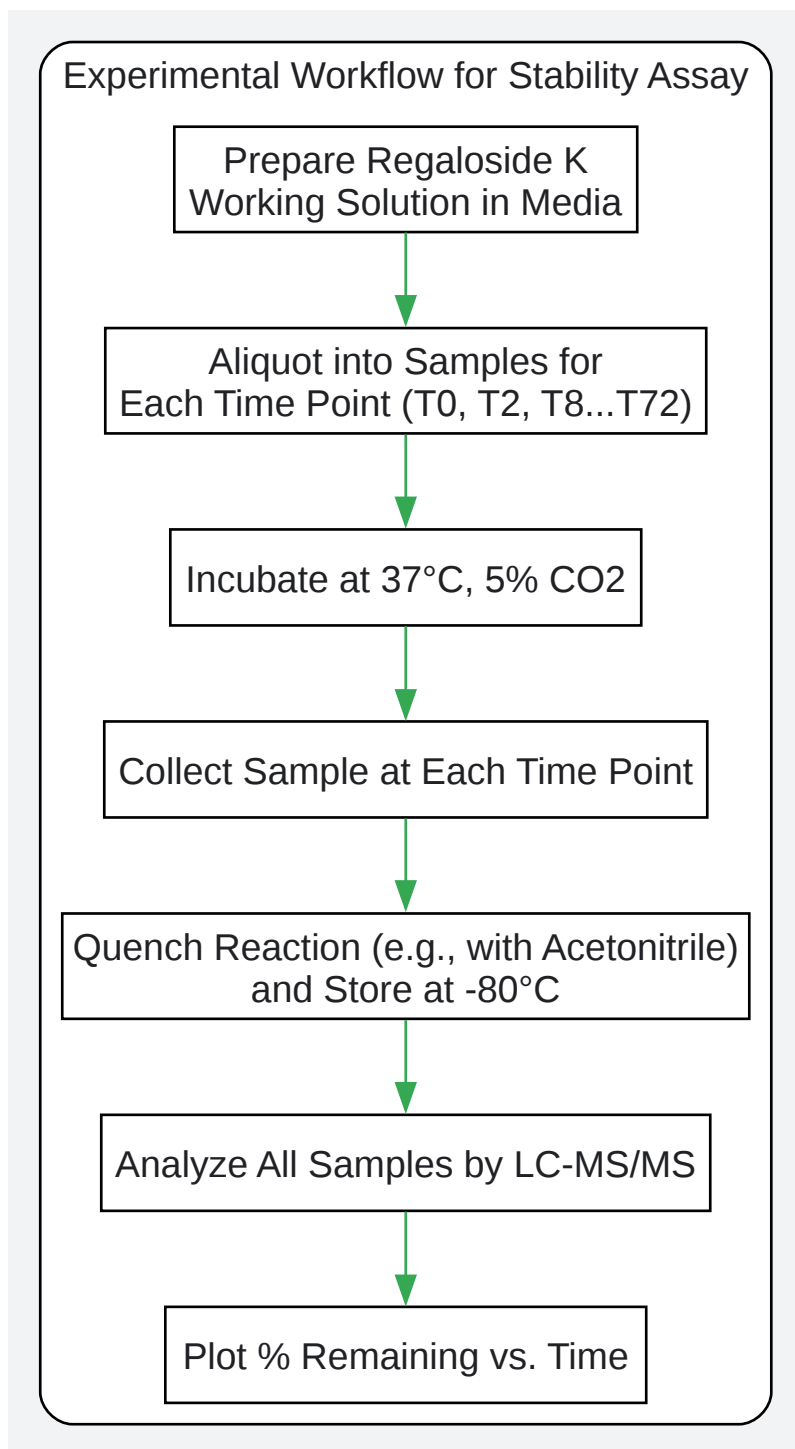 Experimental Workflow for Stability Assay
Prepare Regaloside K
Working Solution in Media
Aliquot into Samples for
Each Time Point (T0, T2, T8...T72)
Incubate at 37°C, 5% CO2
Collect Sample at Each Time Point
Quench Reaction (e.g., with Acetonitrile)
and Store at -80°C
Analyze All Samples by LC-MS/MS
Plot % Remaining vs. Time